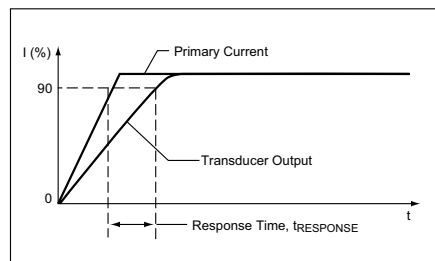 I (%)
Primary Current
90
Transducer Output
0
t
Response Time, tRESPONSE